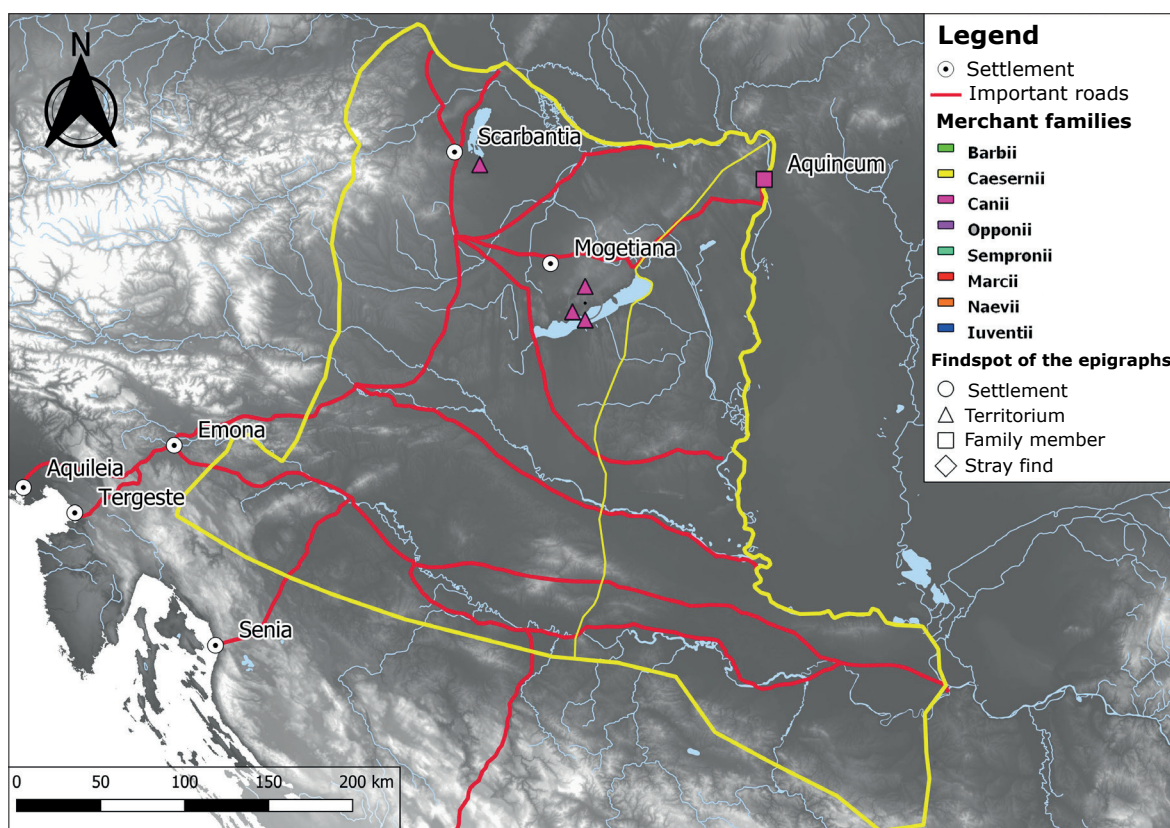 N
Scarbantia
Aquincum
Mogetiana
Emona
Aquileia
Tergeste
Senia
0 50 100 150 200 km
Legend
Settlement
Important roads
Merchant families
Barbii
Caesernii
Canii
Opponii
Sempronii
Marcii
Naevii
Iuventii
Findspot of the epigraphs
Settlement
Territorium
Family member
Stray find